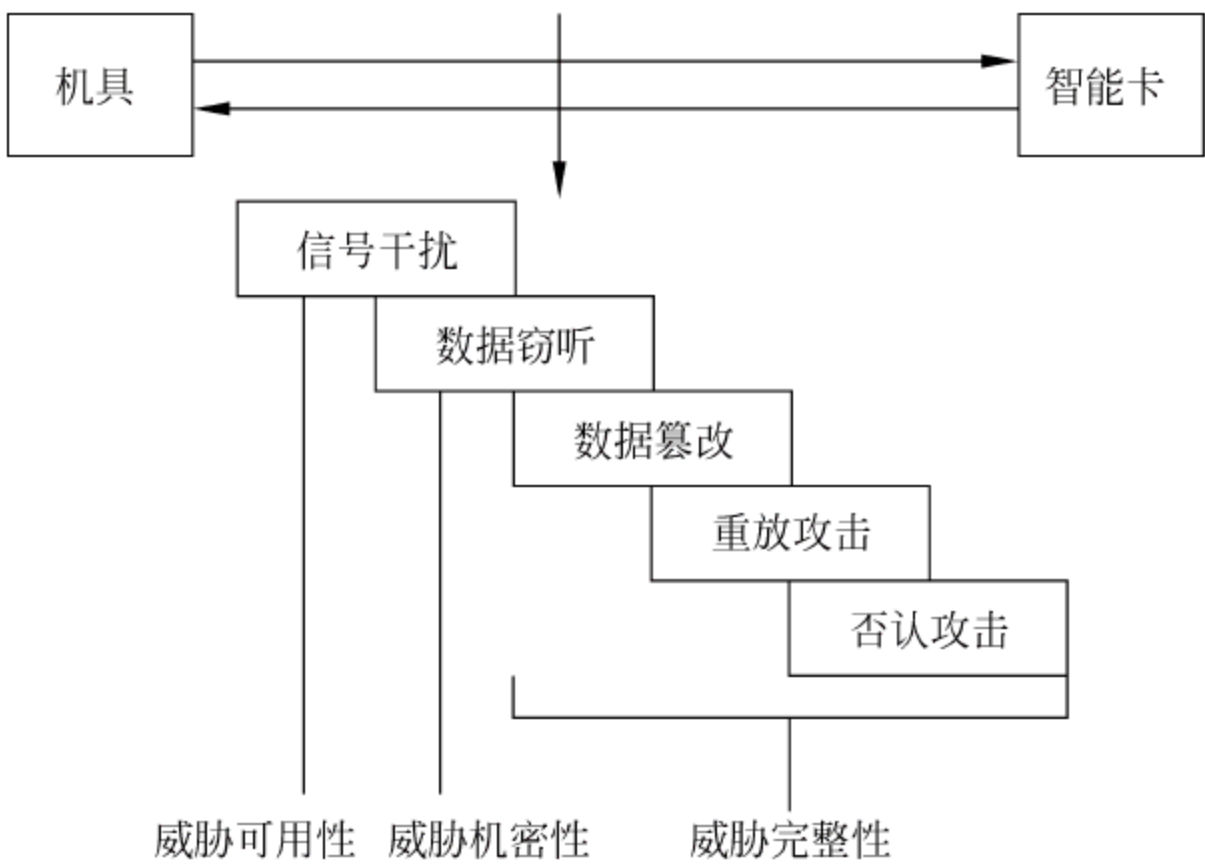 机具
智能卡
信号干扰
数据窃听
数据篡改
重放攻击
否认攻击
威胁可用性
威胁机密性
威胁完整性